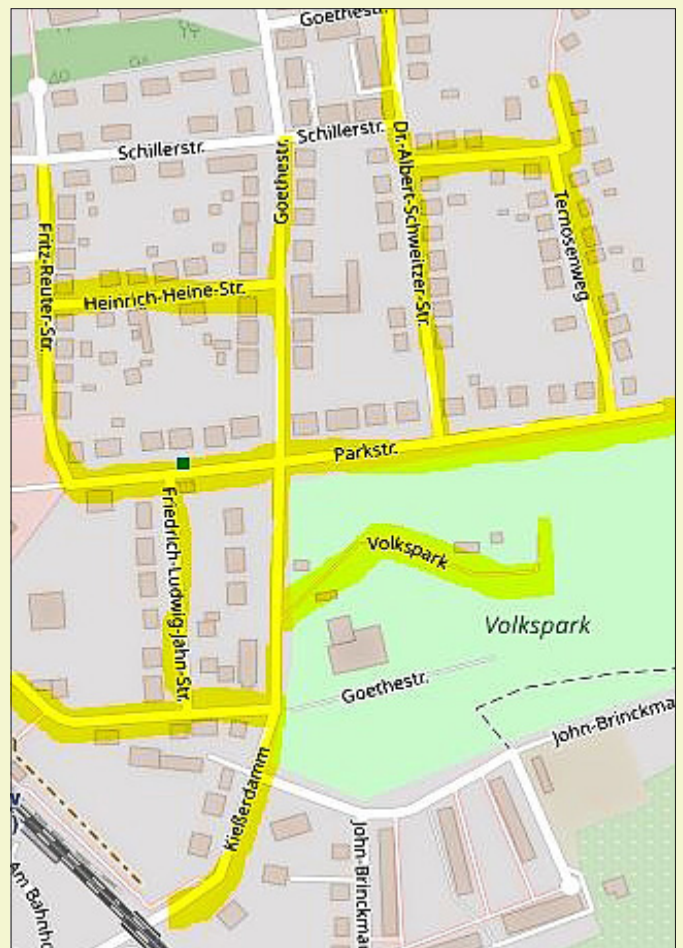 Goethestr.
Schillerstr.
Schillerstr.
Goethestr.
Dr.-Albert-Schweitzer-Str.
Ternosenweg
Fritz-Reuter-Str.
Heinrich-Heine-Str.
Parkstr.
Friedrich-Ludwig-Jahn-Str.
Volkspark
Volkspark
Goethestr.
John-Brinckma
Kießerdamm
John-Brinckma
Am Bahnho